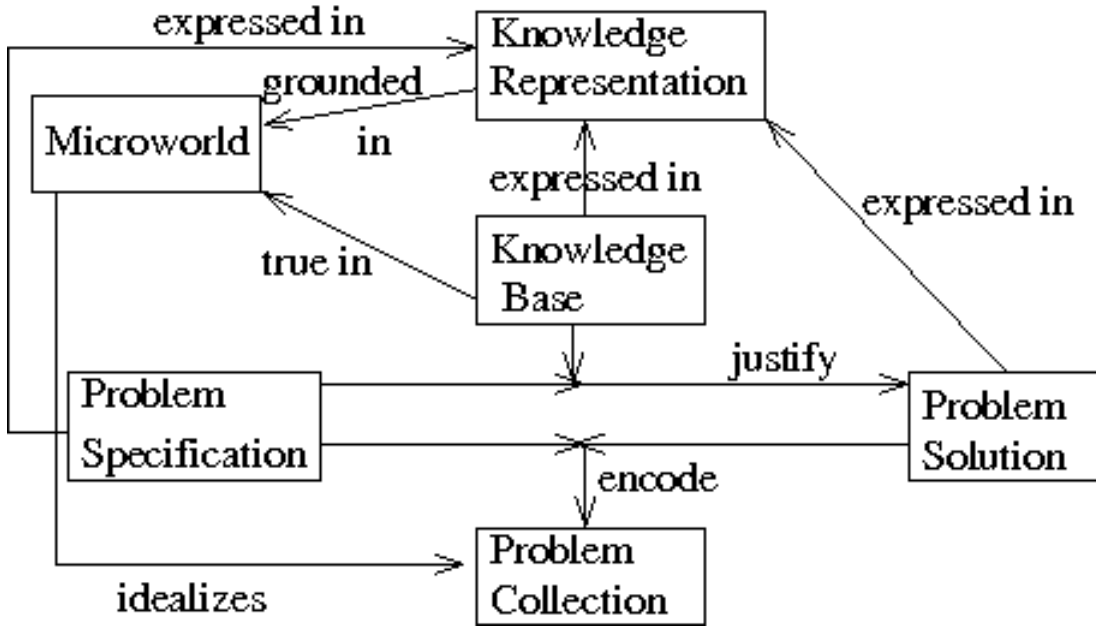 expressed in
Knowledge
Representation
grounded
in
Microworld
expressed in
expressed in
Knowledge
Base
true in
justify
Problem
Specification
Problem
Solution
encode
Problem
Collection
idealizes